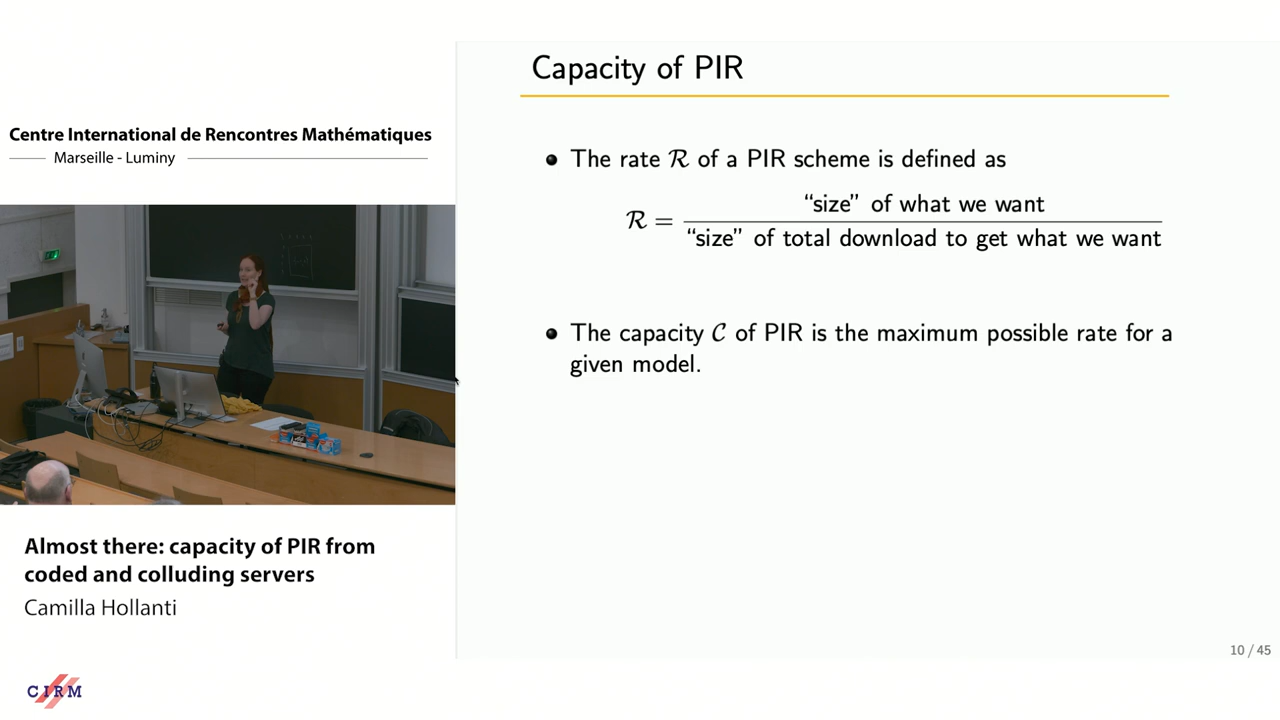 Centre International de Rencontres Mathématiques
Marseille - Luminy
Almost there: capacity of PIR from
coded and colluding servers
Camilla Hollanti
CIRM
Capacity of PIR
• The rate R of a PIR scheme is defined as
R = “size” of what we want / “size” of total download to get what we want
• The capacity C of PIR is the maximum possible rate for a
given model.
10 / 45